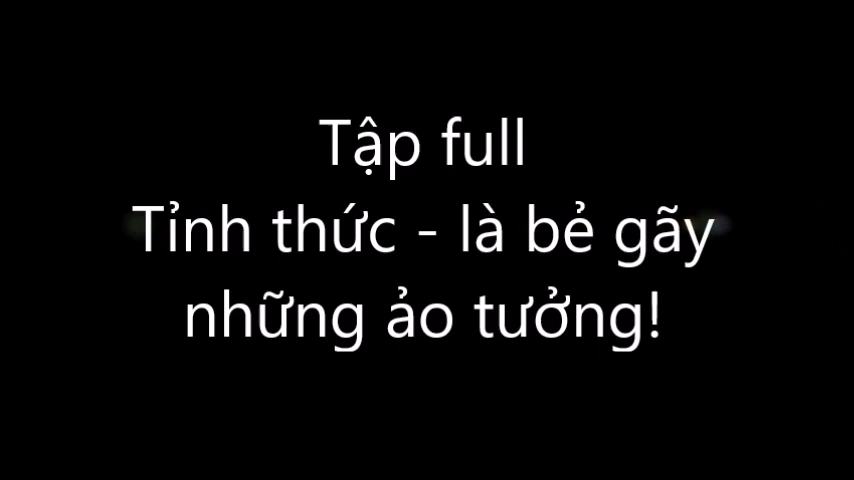 Tập full
Tỉnh thức - là bẻ gãy
những ảo tưởng!